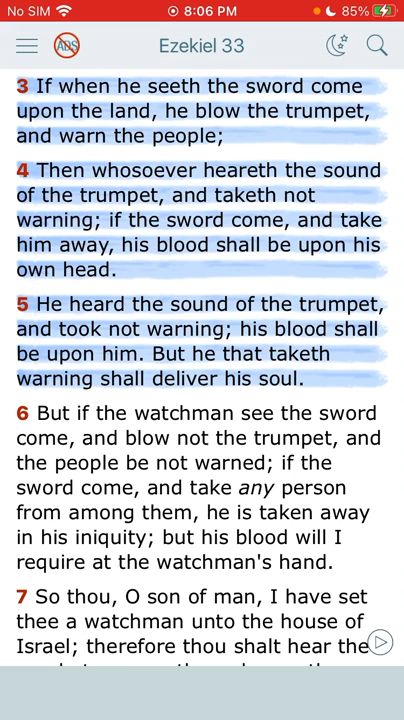 No SIM 8:06 PM 85%
ADS Ezekiel 33
3 If when he seeth the sword come
upon the land, he blow the trumpet,
and warn the people;
4 Then whosoever heareth the sound
of the trumpet, and taketh not
warning; if the sword come, and take
him away, his blood shall be upon his
own head.
5 He heard the sound of the trumpet,
and took not warning; his blood shall
be upon him. But he that taketh
warning shall deliver his soul.
6 But if the watchman see the sword
come, and blow not the trumpet, and
the people be not warned; if the
sword come, and take any person
from among them, he is taken away
in his iniquity; but his blood will I
require at the watchman's hand.
7 So thou, O son of man, I have set
thee a watchman unto the house of
Israel; therefore thou shalt hear the